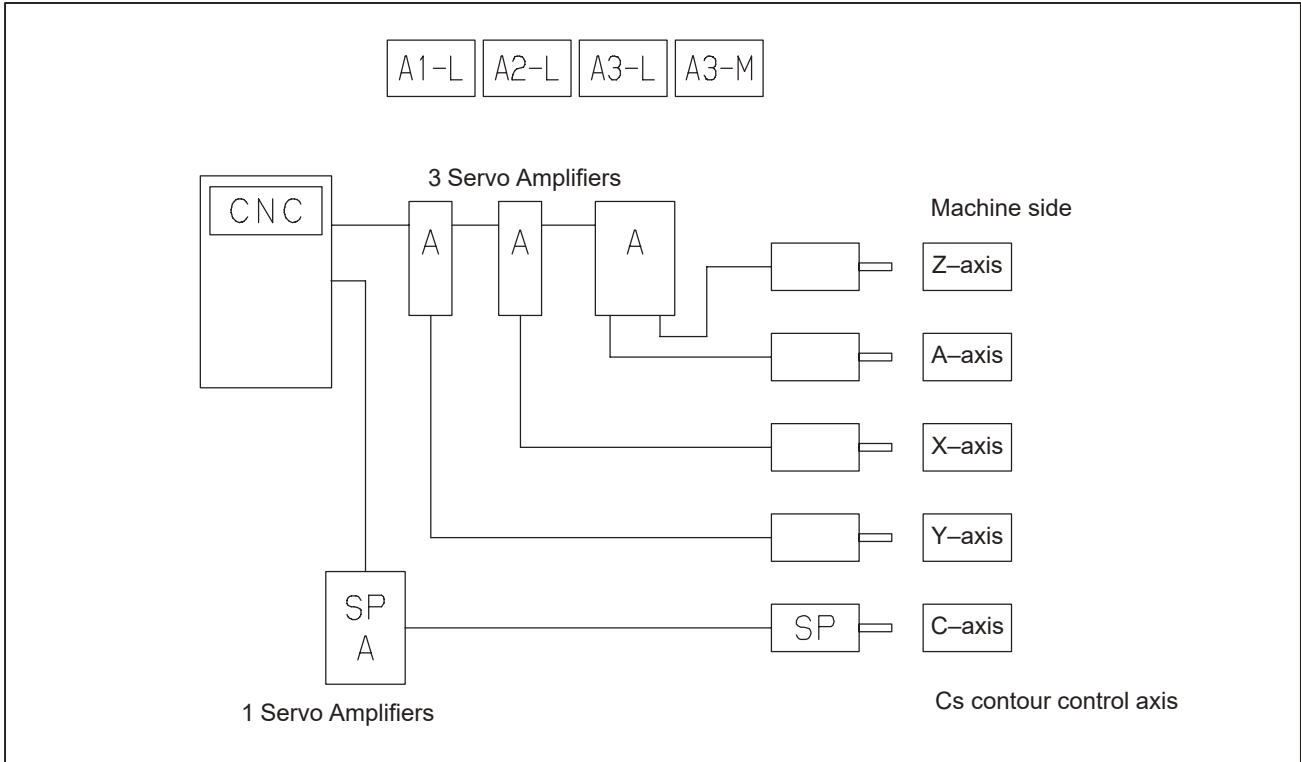 A1-L A2-L A3-L A3-M
3 Servo Amplifiers
CNC
A A A
Machine side
Z–axis
A–axis
X–axis
Y–axis
SP
A
SP
C–axis
1 Servo Amplifiers
Cs contour control axis